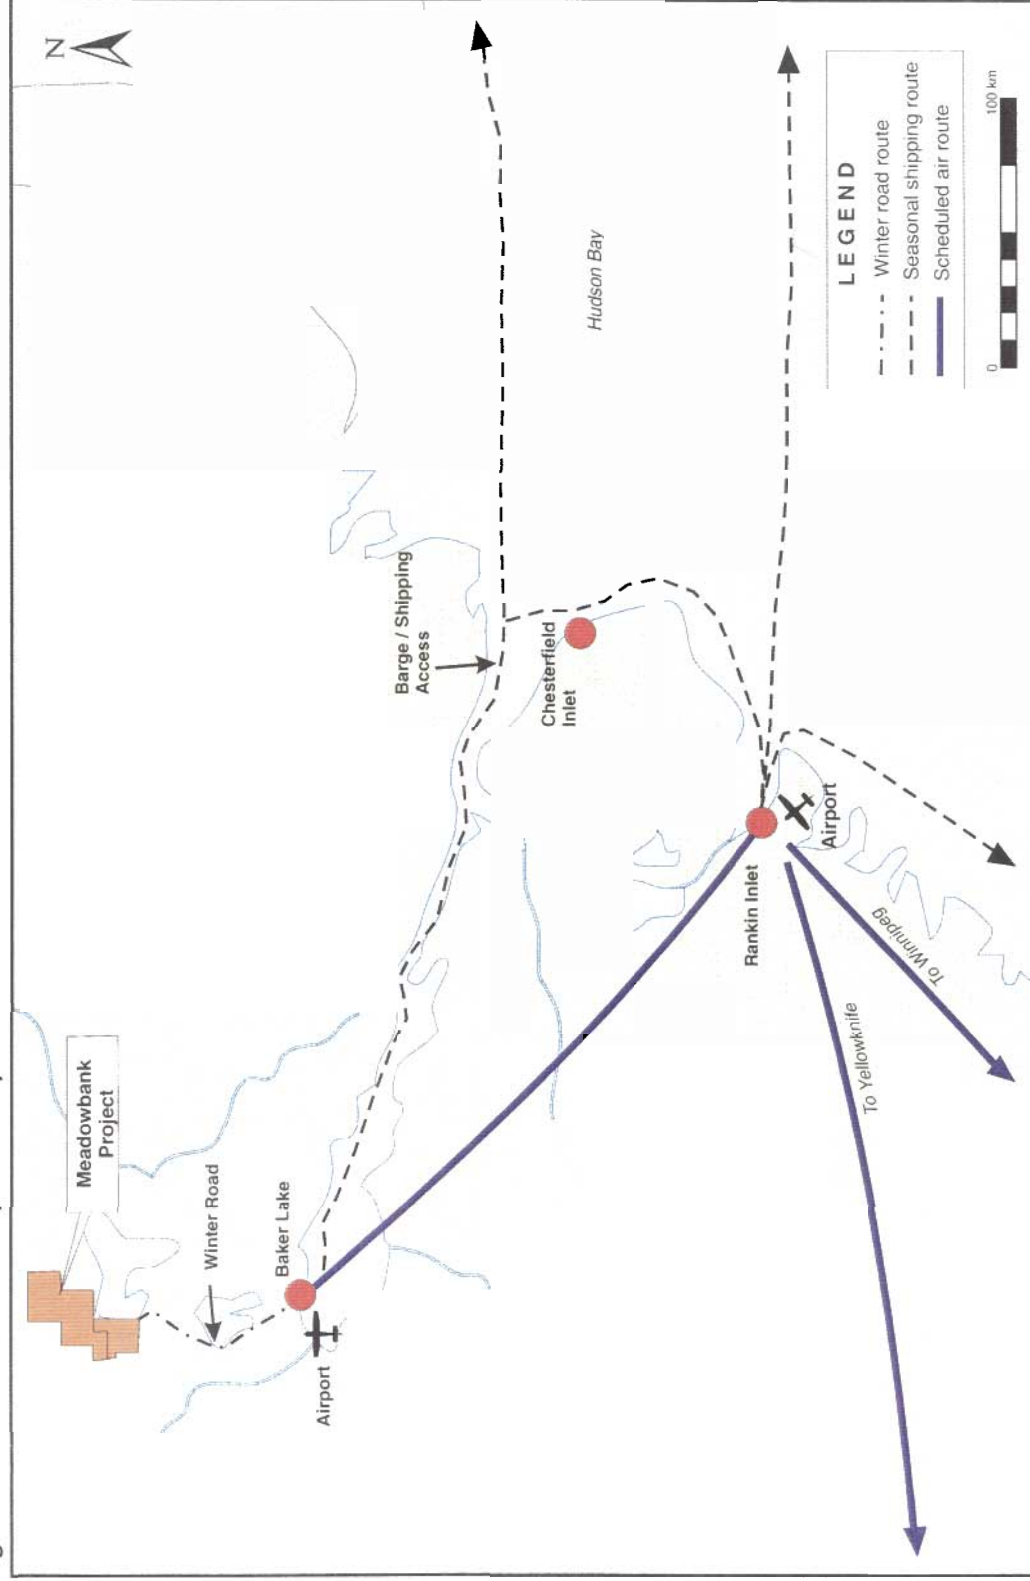 N
Meadowbank
Project
Winter Road
Baker Lake
Airport
Barge / Shipping
Access
Chesterfield
Inlet
Hudson Bay
Rankin Inlet
Airport
To Winnipeg
To Yellowknife
LEGEND
Winter road route
Seasonal shipping route
Scheduled air route
0
100 km